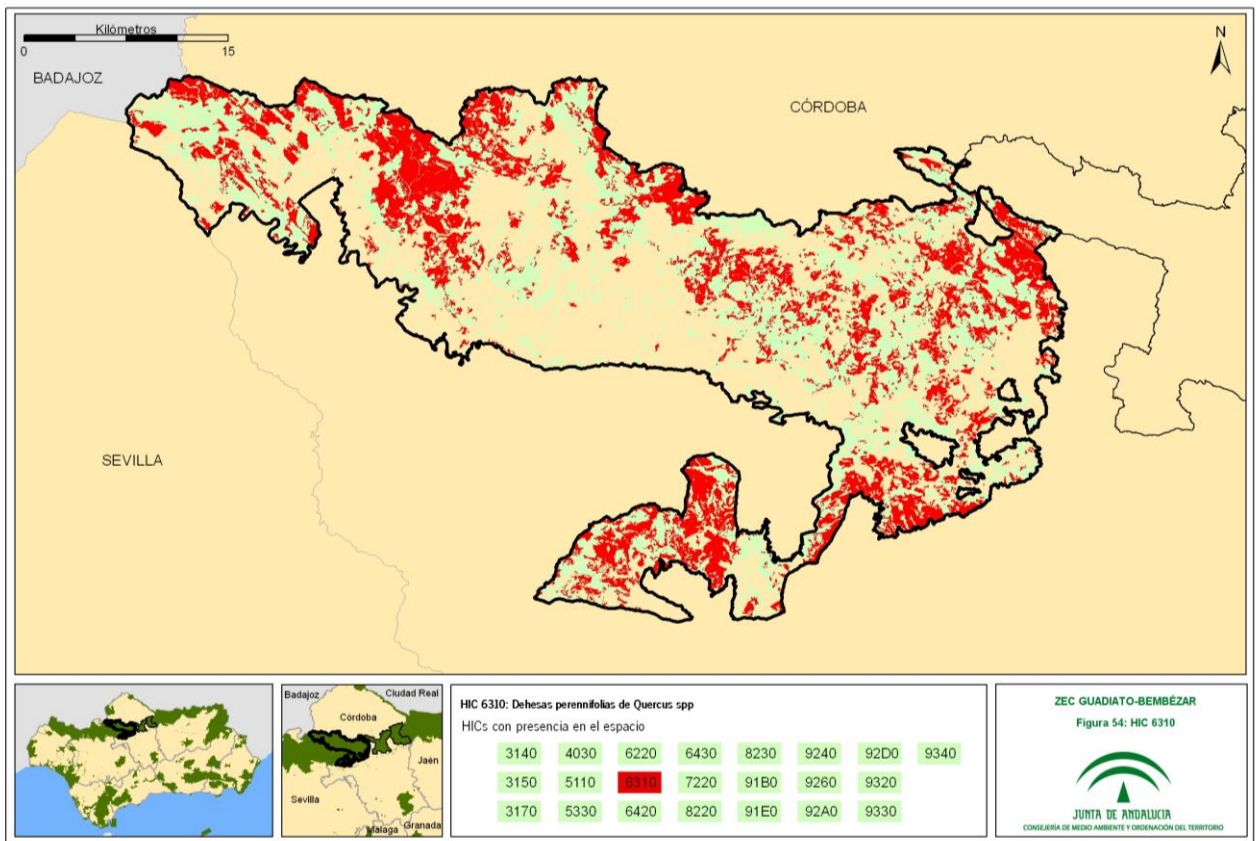 Kilómetros
0 15
N
BADAJOZ
CÓRDOBA
SEVILLA
Badajoz
Ciudad Real
Córdoba
Jaén
Sevilla
Málaga
Granada
HIC 6310: Dehesas perennifolias de Quercus spp
HICs con presencia en el espacio
3140 4030 6220 6430 8230 9240 92D0 9340
3150 5110 6310 7220 91B0 9260 9320
3170 5330 6420 8220 91E0 92A0 9330
ZEC GUADIATO-BEMBÉZAR
Figura 54: HIC 6310
JUNTA DE ANDALUCIA
CONSEJERÍA DE MEDIO AMBIENTE Y ORDENACIÓN DEL TERRITORIO